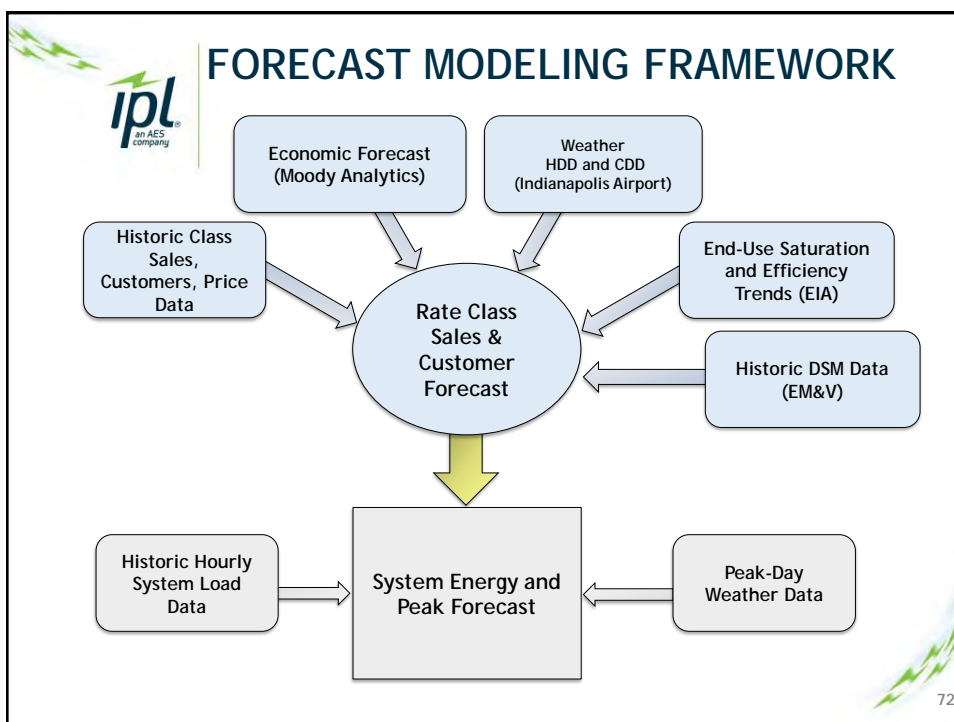 FORECAST MODELING FRAMEWORK
ipl®
an AES
company
Economic Forecast
(Moody Analytics)
Weather
HDD and CDD
(Indianapolis Airport)
Historic Class
Sales,
Customers, Price
Data
End-Use Saturation
and Efficiency
Trends (EIA)
Rate Class
Sales &
Customer
Forecast
Historic DSM Data
(EM&V)
Historic Hourly
System Load
Data
System Energy and
Peak Forecast
Peak-Day
Weather Data
72